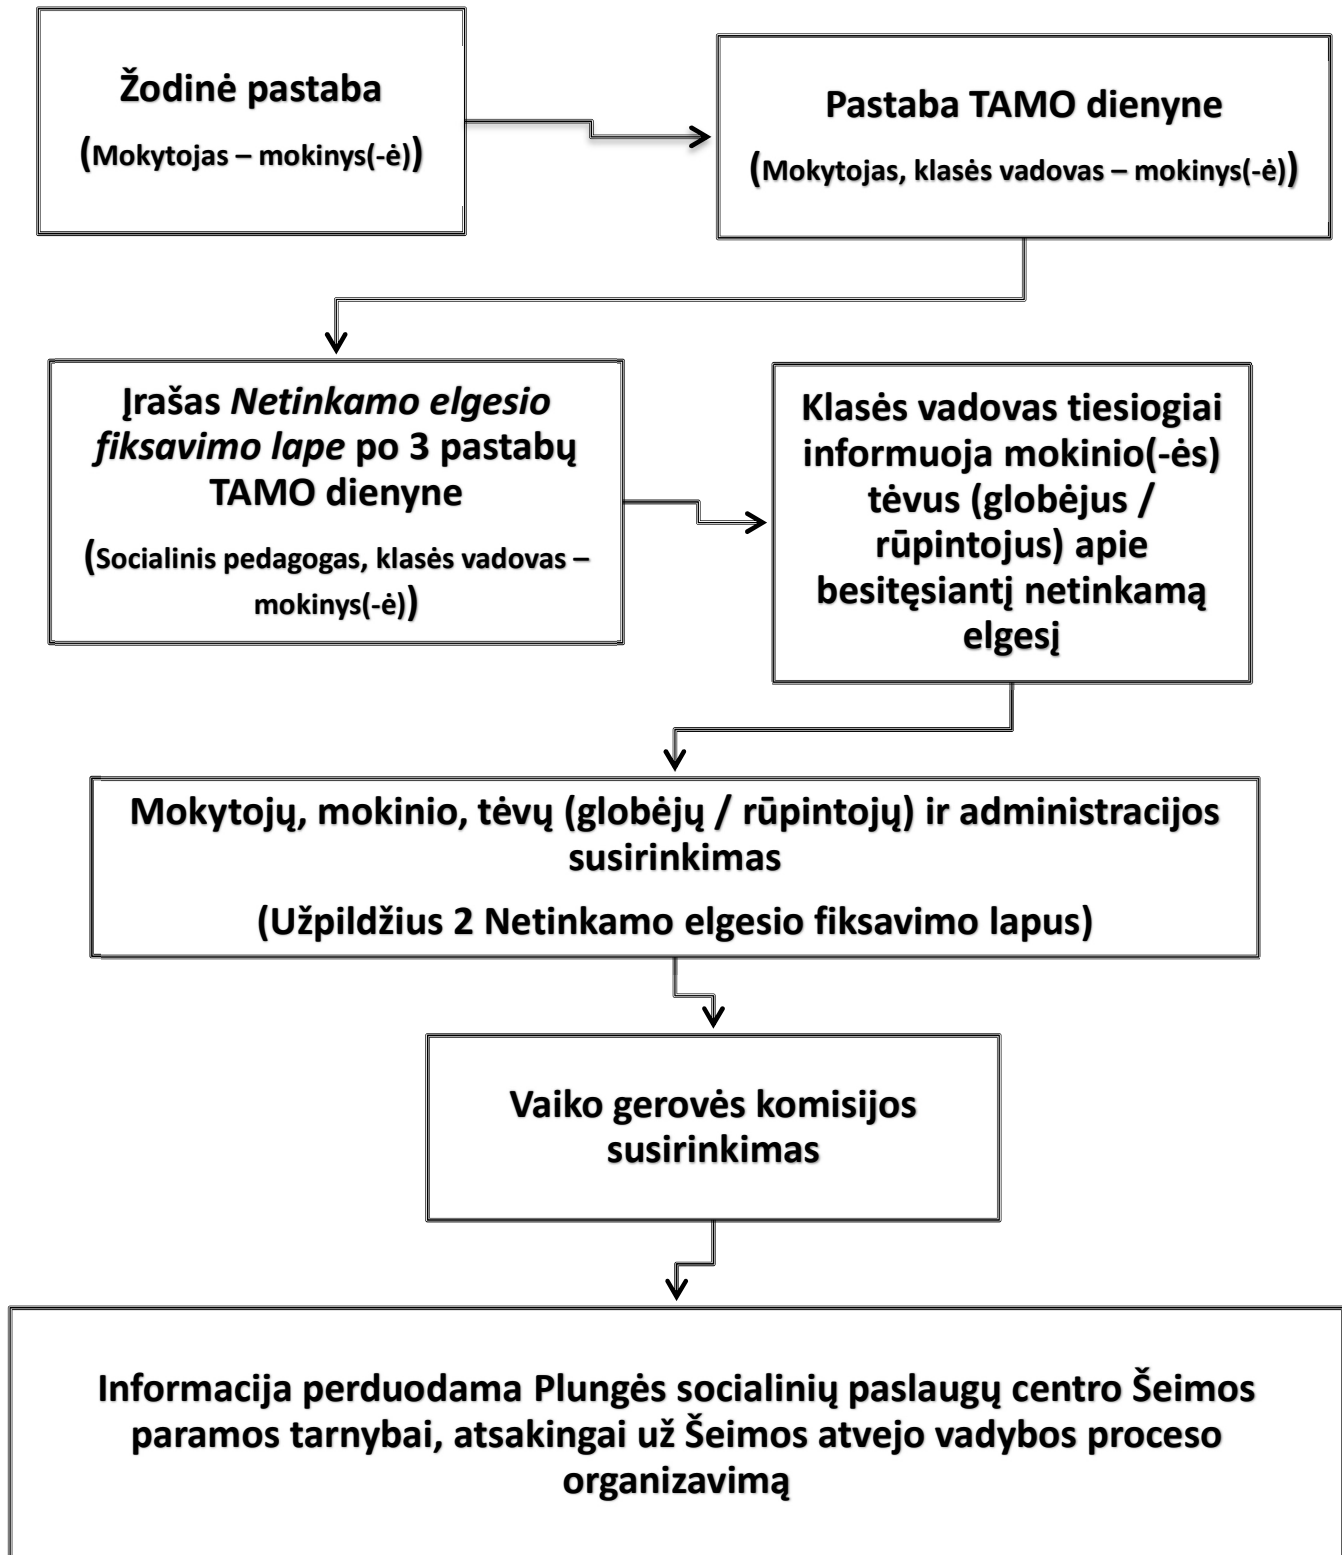 Žodinė pastaba
(Mokytojas – mokinys(-ė))
Pastaba TAMO dienyne
(Mokytojas, klasės vadovas – mokinys(-ė))
Įrašas Netinkamo elgesio
fiksavimo lape po 3 pastabų
TAMO dienyne
(Socialinis pedagogas, klasės vadovas –
mokinys(-ė))
Klasės vadovas tiesiogiai
informuoja mokinio(-ės)
tėvus (globėjus /
rūpintojus) apie
besitęsiantį netinkamą
elgesį
Mokytojų, mokinio, tėvų (globėjų / rūpintojų) ir administracijos
susirinkimas
(Užpildžius 2 Netinkamo elgesio fiksavimo lapus)
Vaiko gerovės komisijos
susirinkimas
Informacija perduodama Plungės socialinių paslaugų centro Šeimos
paramos tarnybai, atsakingai už Šeimos atvejo vadybos proceso
organizavimą